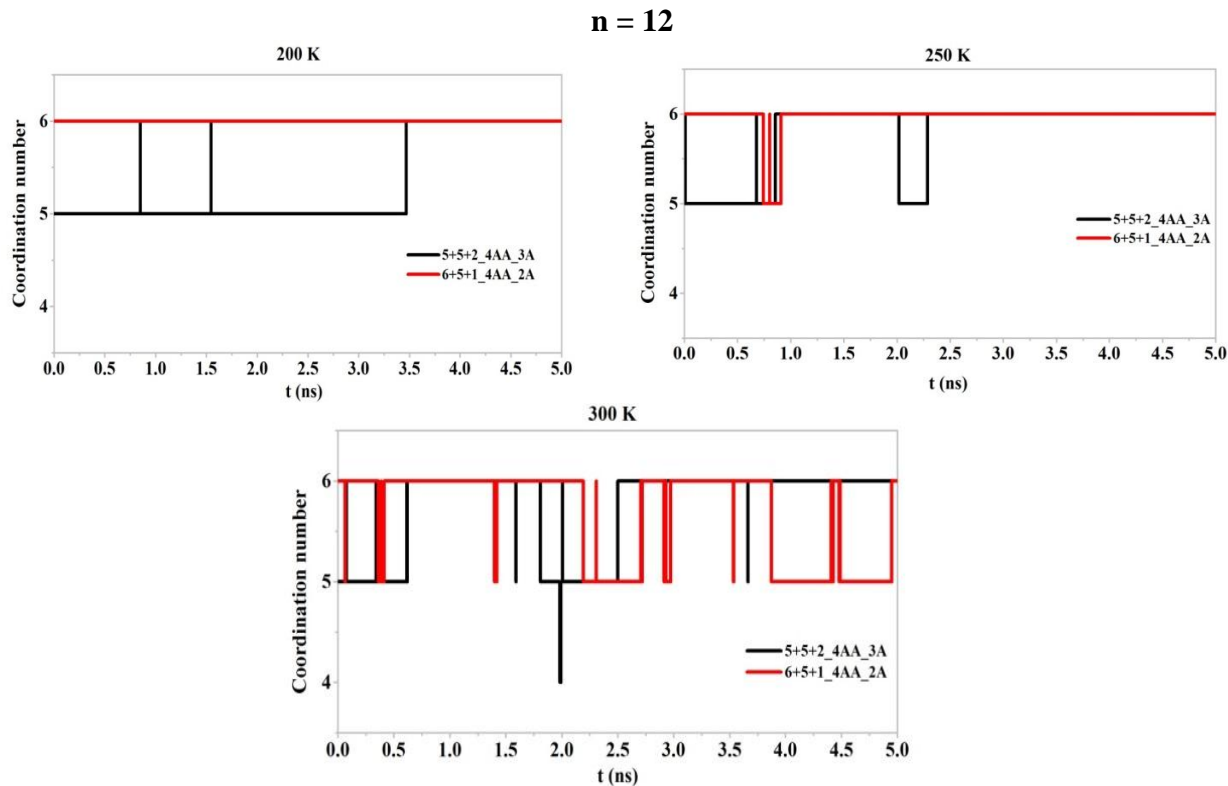 n = 12
200 K
Coordination number
6
5
4
5+5+2_4AA_3A
6+5+1_4AA_2A
0.0 0.5 1.0 1.5 2.0 2.5 3.0 3.5 4.0 4.5 5.0
t (ns)
250 K
Coordination number
6
5
4
5+5+2_4AA_3A
6+5+1_4AA_2A
0.0 0.5 1.0 1.5 2.0 2.5 3.0 3.5 4.0 4.5 5.0
t (ns)
300 K
Coordination number
6
5
4
5+5+2_4AA_3A
6+5+1_4AA_2A
0.0 0.5 1.0 1.5 2.0 2.5 3.0 3.5 4.0 4.5 5.0
t (ns)